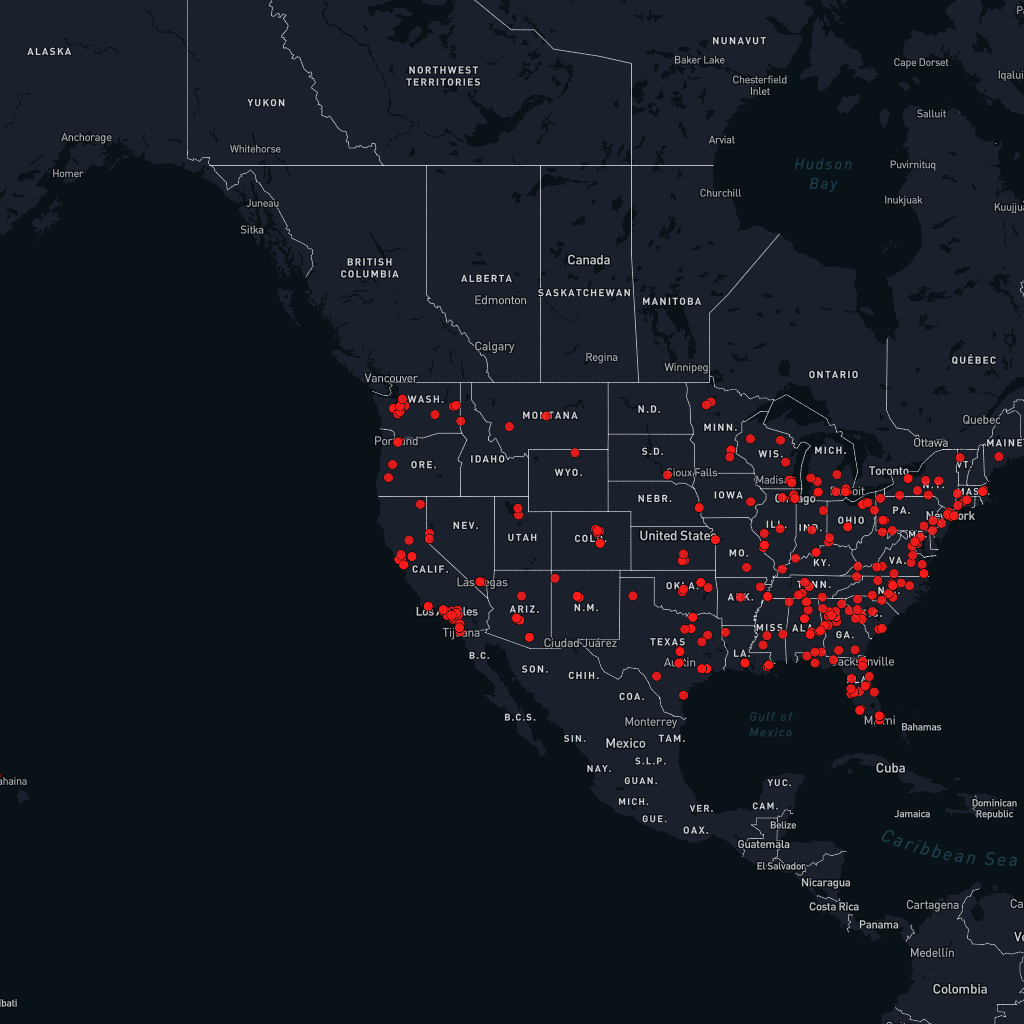 NUNAVUT
ALASKA
Baker Lake
Cape Dorset
NORTHWEST
TERRITORIES
Chesterfield
Inlet
YUKON
Salluit
Anchorage
Arviat
Whitehorse
Hudson
Bay
Puvirnituq
Homer
Churchill
Inukjuak
Juneau
Sitka
BRITISH
COLUMBIA
Canada
ALBERTA
SASKATCHEWAN
Edmonton
MANITOBA
Calgary
Regina
QUÉBEC
Winnipeg
ONTARIO
Vancouver
WASH.
MONTANA
N.D.
MINN.
Quebec
Portland
Ottawa
MAINE
ORE.
IDAHO
S.D.
WIS.
MICH.
VT.
WYO.
Sioux Falls
Toronto
Madison
Detroit
N.Y.
MASS.
NEBR.
IOWA
Chicago
PA.
New York
NEV.
UTAH
COLO.
United States
ILL.
IND.
OHIO
MD.
MO.
KY.
VA.
CALIF.
Las Vegas
OKLA.
ARK.
TENN.
N.C.
Los Angeles
ARIZ.
N.M.
S.C.
Tijuana
Ciudad Juárez
TEXAS
MISS.
ALA.
GA.
B.C.
SON.
CHIH.
Austin
LA.
Jacksonville
FLA.
COA.
B.C.S.
Monterrey
Gulf of
Mexico
Miami
Bahamas
SIN.
Mexico
TAM.
S.L.P.
NAY.
GUAN.
YUC.
Cuba
MICH.
VER.
CAM.
Dominican
Republic
GUE.
OAX.
Belize
Jamaica
Guatemala
El Salvador
Caribbean Sea
Nicaragua
Costa Rica
Cartagena
Panama
Medellín
Colombia